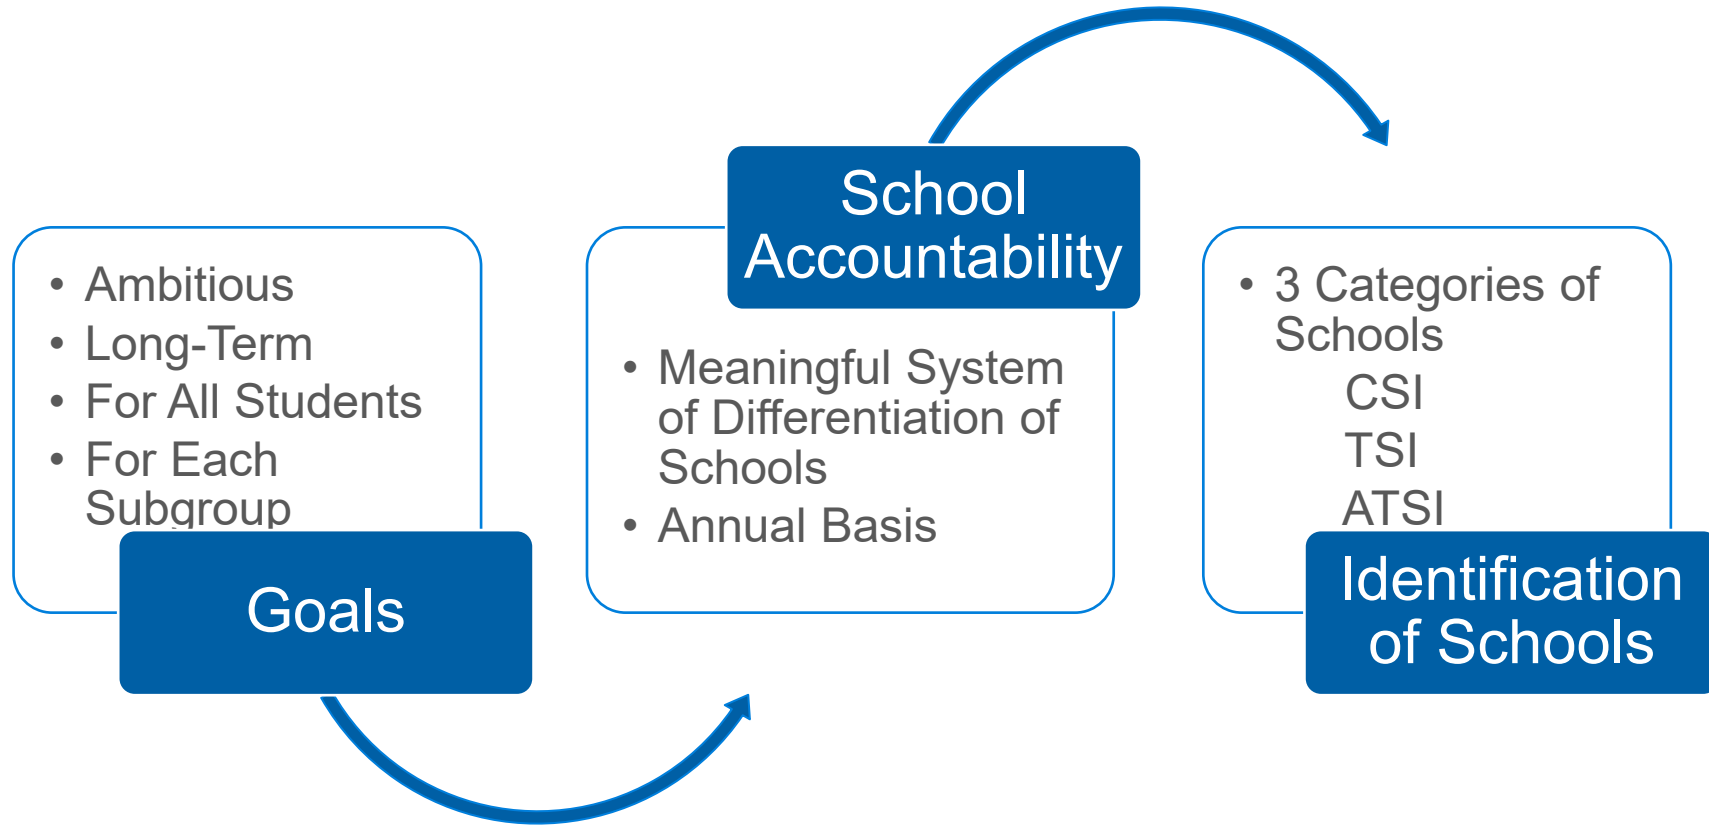 • Ambitious
• Long-Term
• For All Students
• For Each
Subgroup
Goals
School
Accountability
• Meaningful System
of Differentiation of
Schools
• Annual Basis
• 3 Categories of
Schools
CSI
TSI
ATSI
Identification
of Schools